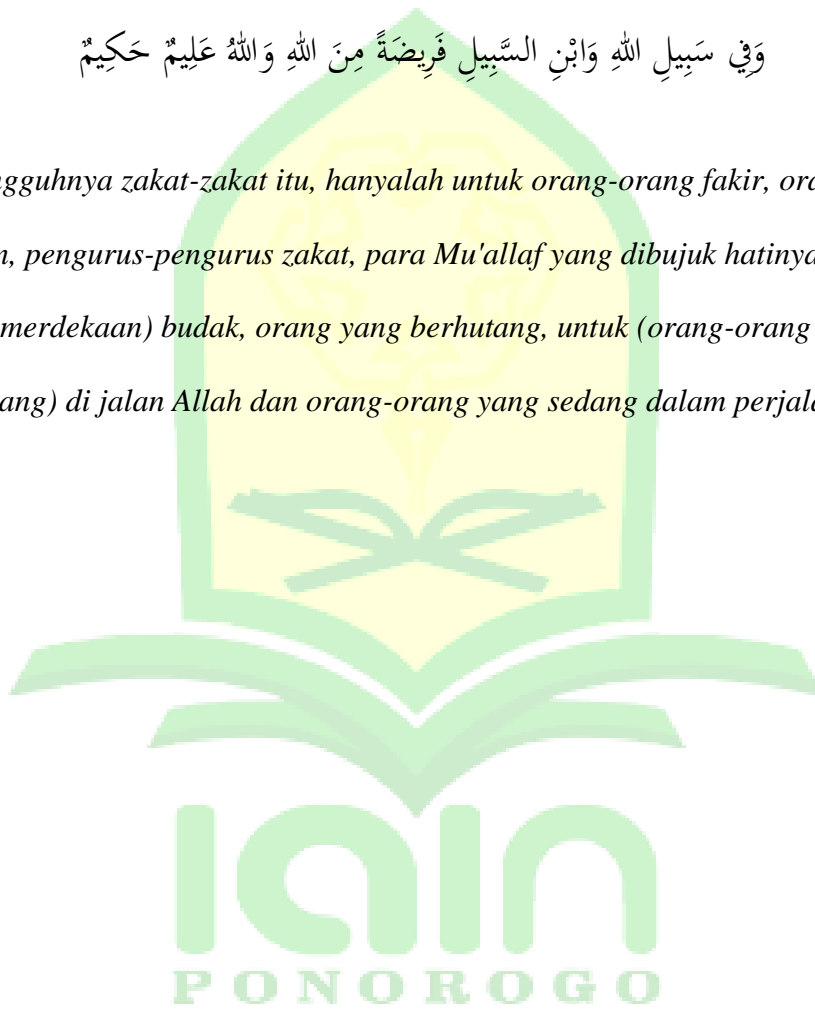 وَفِي سَبِيلِ اللهِ وَابْنِ السَّبِيلِ فَرِيضَةً مِنَ اللهِ وَاللهُ عَلِيمٌ حَكِيمٌ
ngguhnya zakat-zakat itu, hanyalah untuk orang-orang fakir, ora
n, pengurus-pengurus zakat, para Mu'allaf yang dibujuk hatinya
merdekaan) budak, orang yang berhutang, untuk (orang-orang
ang) di jalan Allah dan orang-orang yang sedang dalam perjala
iain
PONOROGO